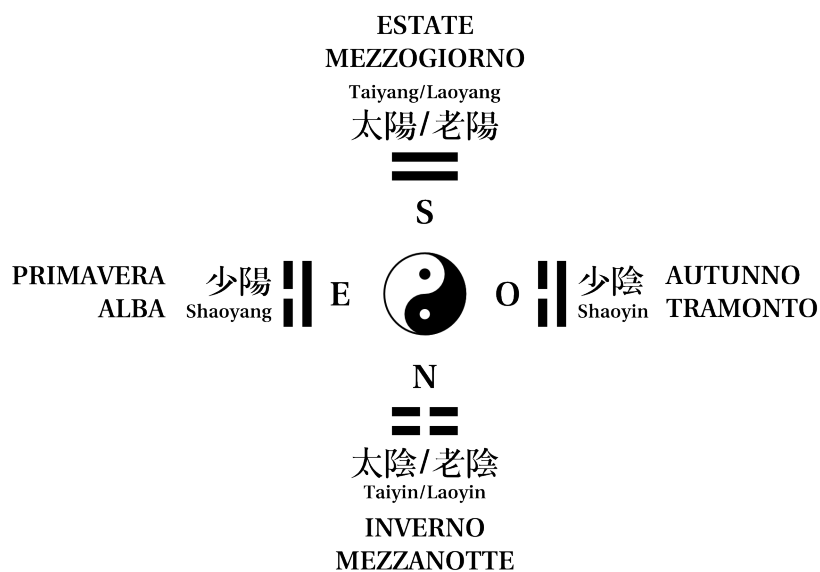 ESTATE
MEZZOGIORNO
Taiyang/Laoyang
太陽/老陽
S
PRIMAVERA
ALBA
少陽
Shaoyang
E
O
少陰
Shaoyin
AUTUNNO
TRAMONTO
N
太陰/老陰
Taiyin/Laoyin
INVERNO
MEZZANOTTE